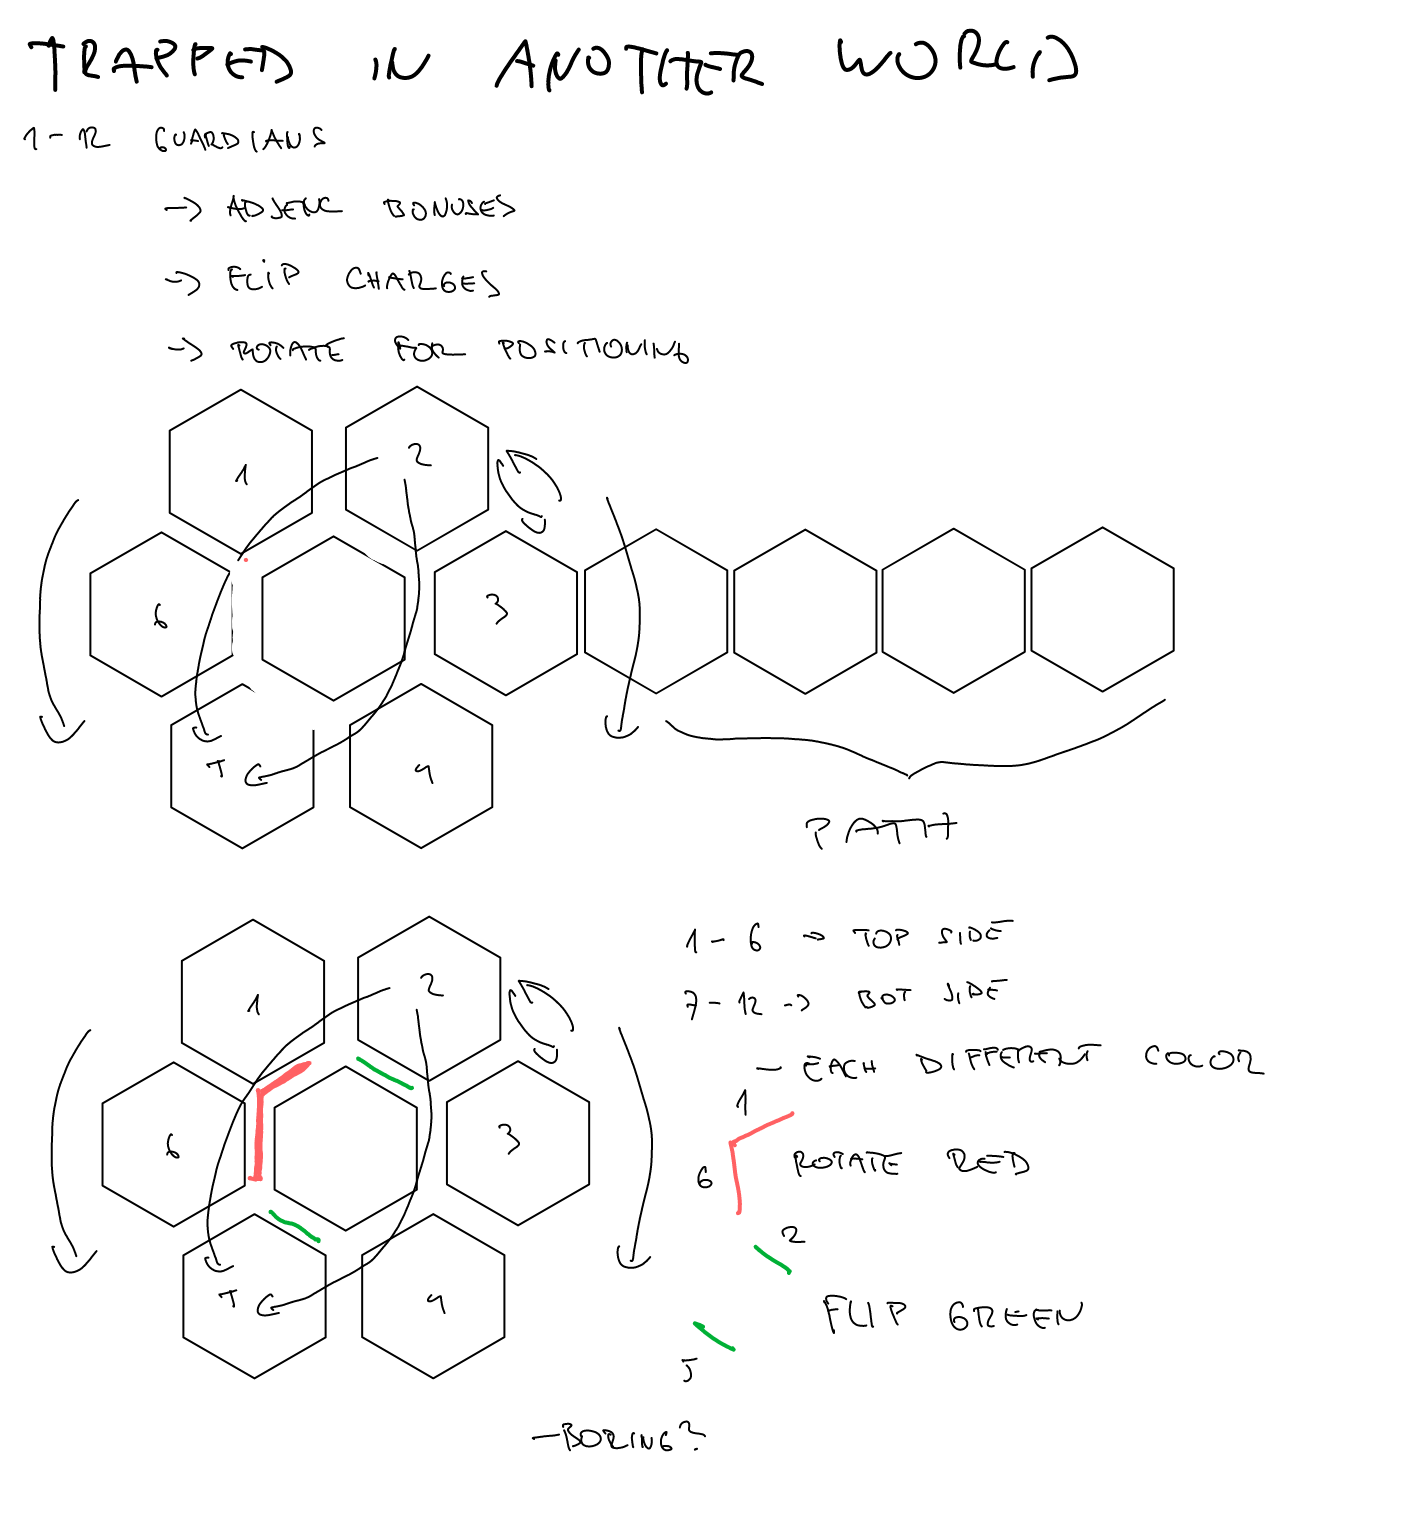 TRAPPED IN ANOTHER WORLD
1-12 GUARDIANS
-> ADJENC BONUSES
-> FLIP CHARGES
-> ROTATE FOR POSITIONING
1 2
6 3
5 4
PATH
1-6 -> TOP SIDE
7-12 -> BOT SIDE
- EACH DIFFERENT COLOR
1 2
6 3
5 4
1
6 ROTATE RED
2
FLIP GREEN
5
- BORING?